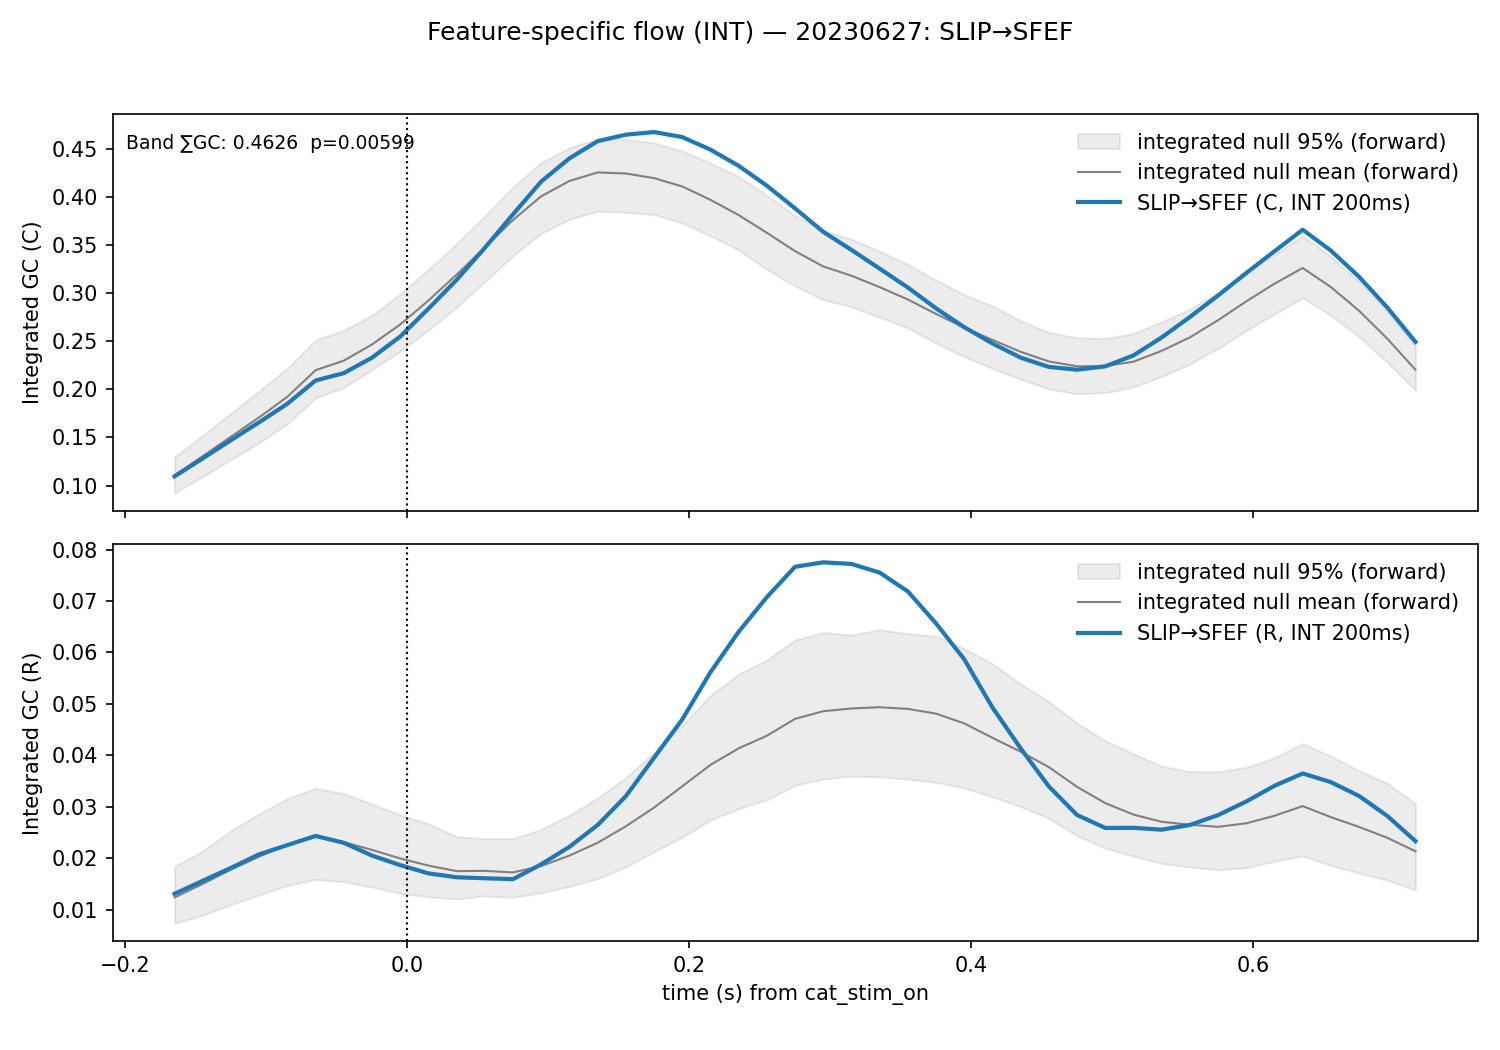 Feature-specific flow (INT) — 20230627: SLIP→SFEF
Band ∑GC: 0.4626 p=0.00599
integrated null 95% (forward)
integrated null mean (forward)
SLIP→SFEF (C, INT 200ms)
Integrated GC (C)
0.45
0.40
0.35
0.30
0.25
0.20
0.15
0.10
integrated null 95% (forward)
integrated null mean (forward)
SLIP→SFEF (R, INT 200ms)
Integrated GC (R)
0.08
0.07
0.06
0.05
0.04
0.03
0.02
0.01
−0.2 0.0 0.2 0.4 0.6
time (s) from cat_stim_on